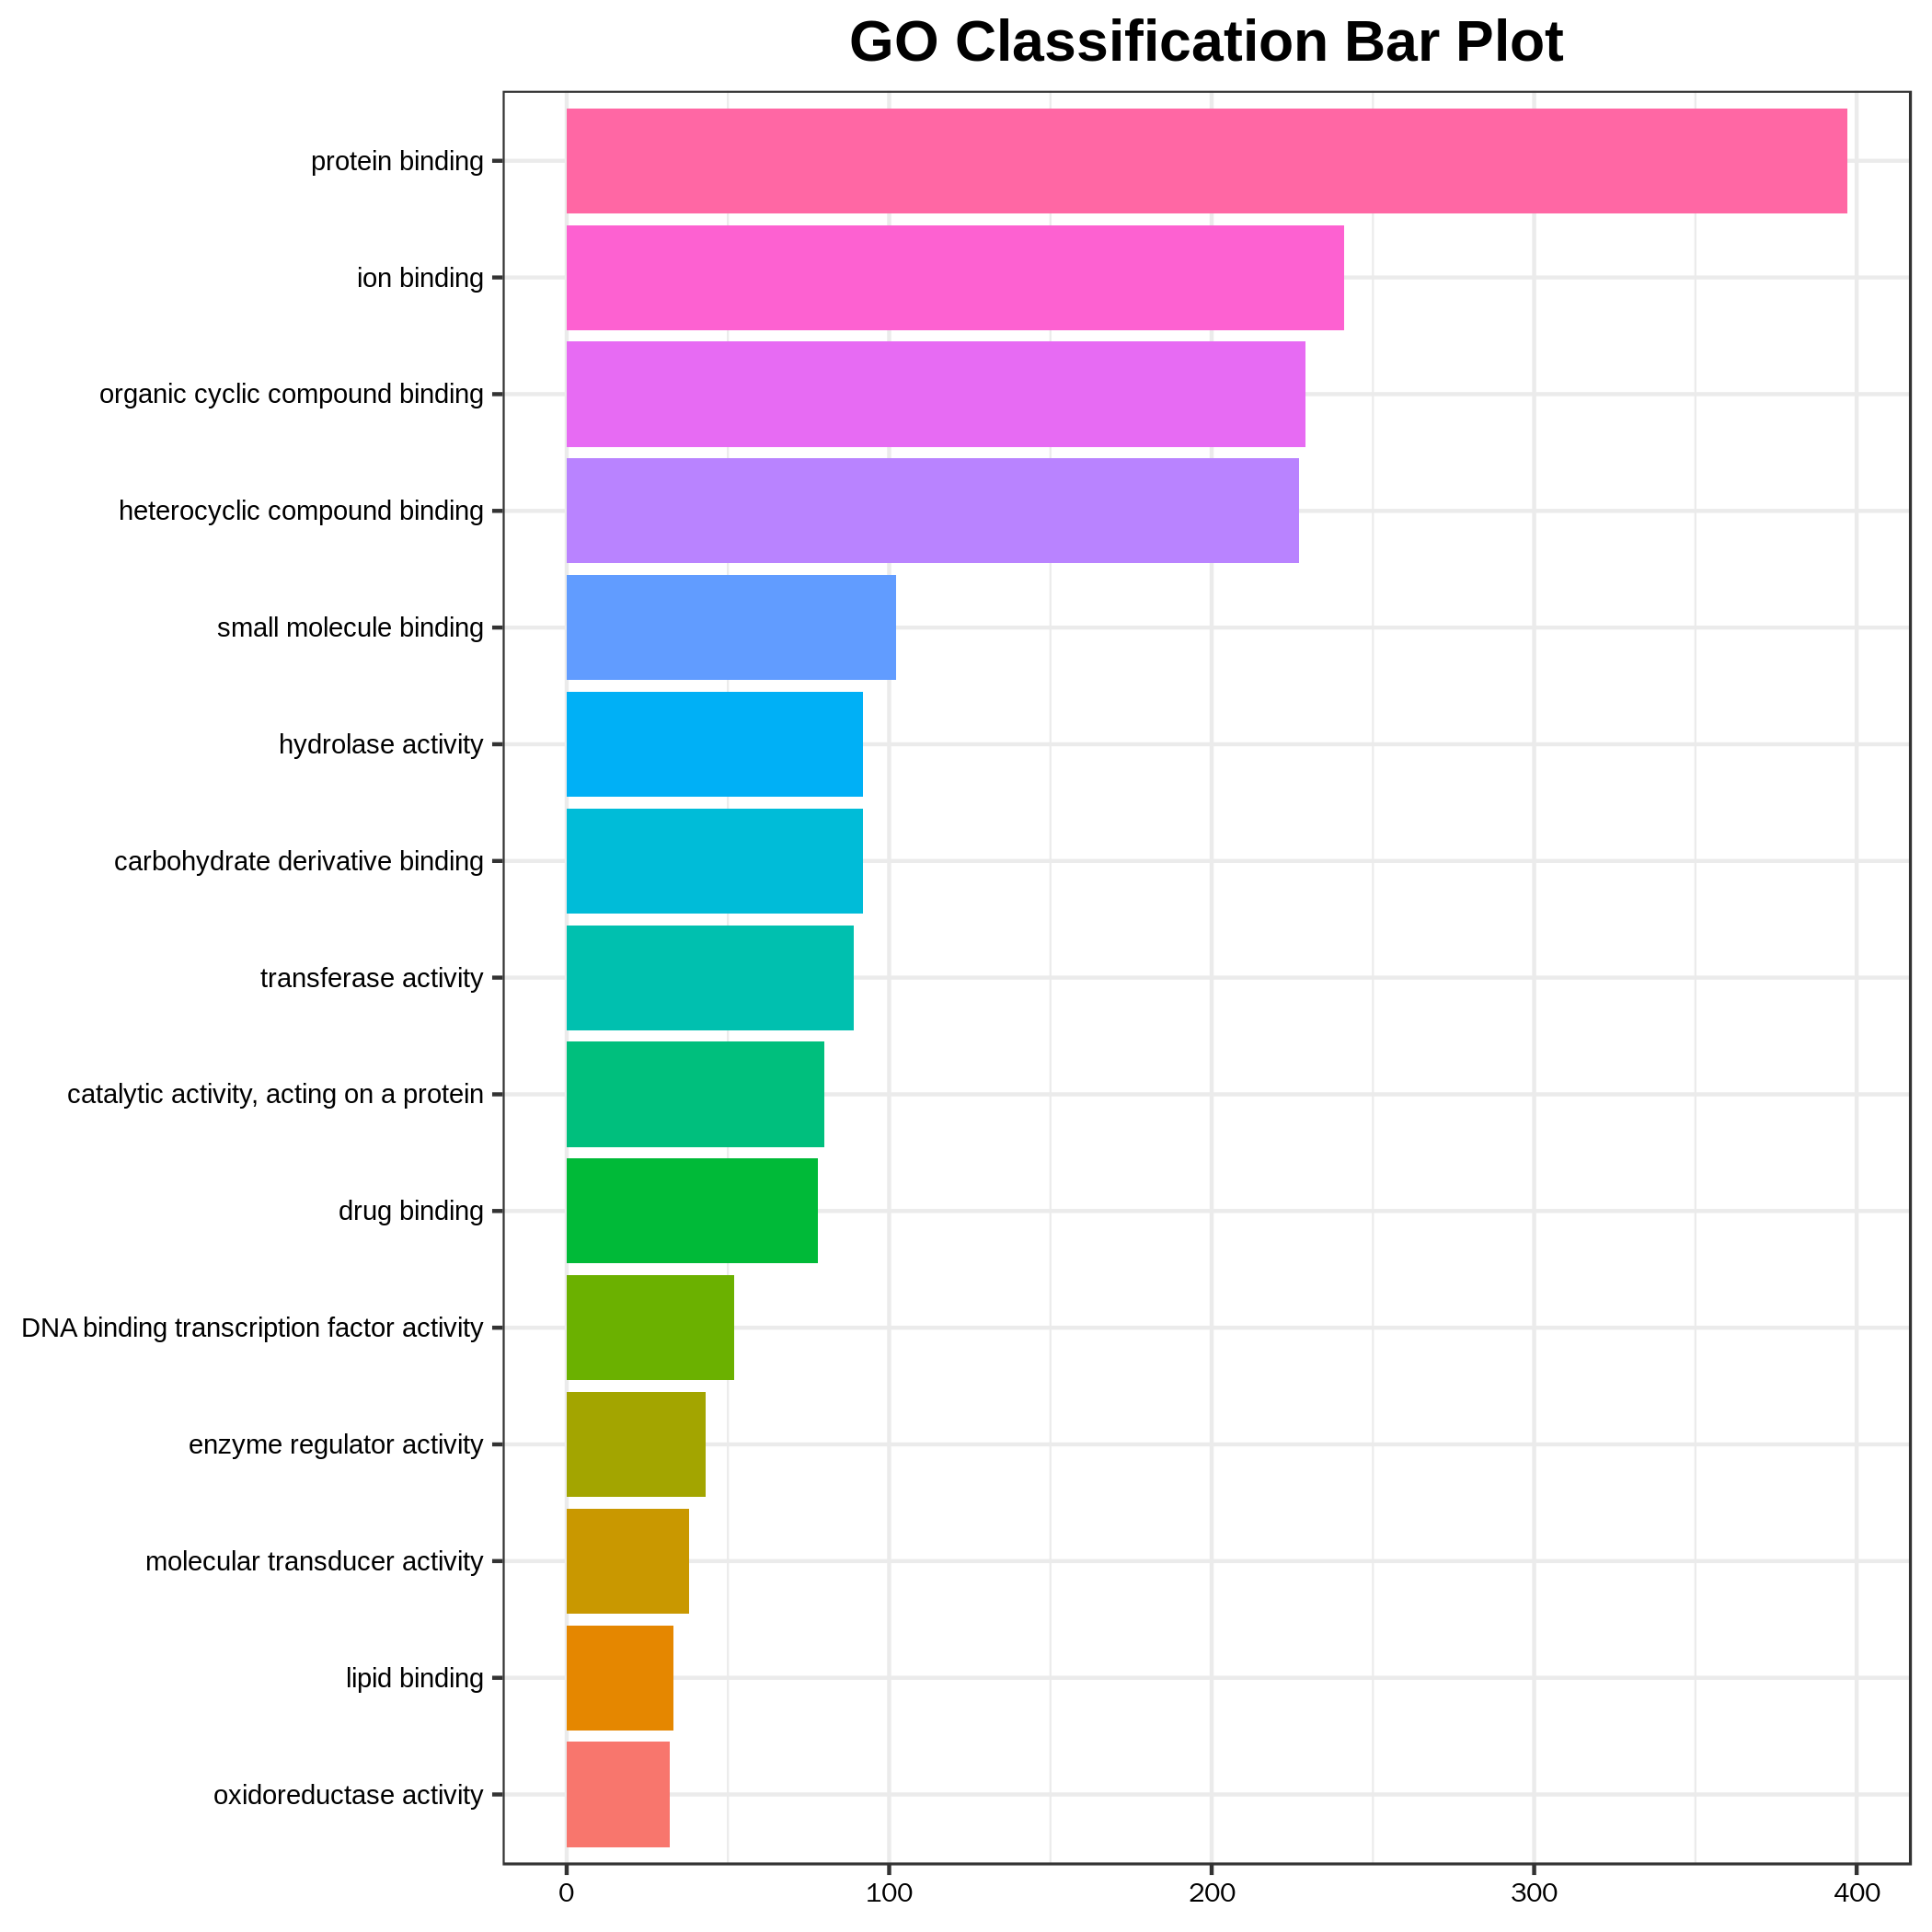 GO Classification Bar Plot
protein binding
ion binding
organic cyclic compound binding
heterocyclic compound binding
small molecule binding
hydrolase activity
carbohydrate derivative binding
transferase activity
catalytic activity, acting on a protein
drug binding
DNA binding transcription factor activity
enzyme regulator activity
molecular transducer activity
lipid binding
oxidoreductase activity
0 100 200 300 400